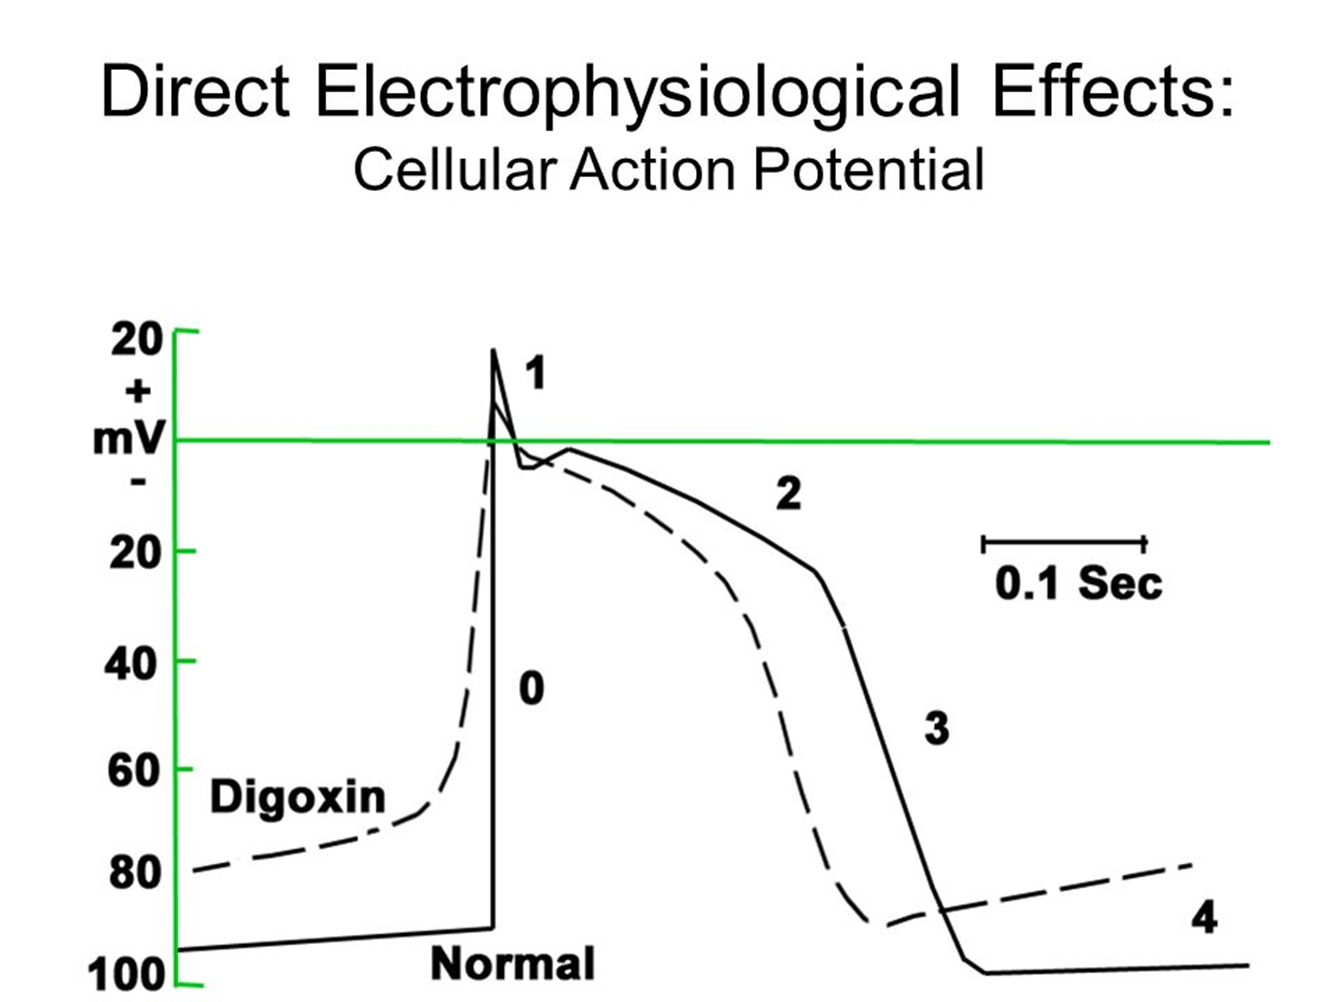 Direct Electrophysiological Effects:
Cellular Action Potential
20
+
mV
-
20
40
60
80
100
1
2
0.1 Sec
0
3
Digoxin
4
Normal